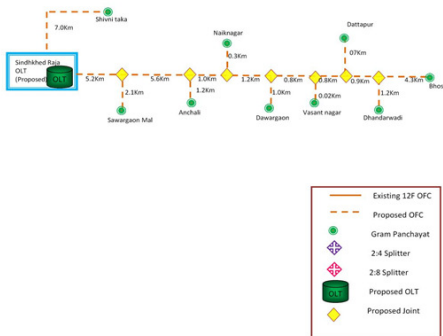 Shivni taka
7.0Km
Dattapur
Naiknagar
Sindhkhed Raja
OLT
(Proposed)
OLT
0.3Km
07Km
5.2Km
5.6Km
1.0Km
1.2Km
0.8Km
0.8Km
0.9Km
4.3Km
Bhos
2.1Km
1.2Km
1.0Km
0.02Km
1.2Km
Sawargaon Mal
Anchali
Dawargaon
Vasant nagar
Dhandarwadi
Existing 12F OFC
Proposed OFC
Gram Panchayat
2:4 Splitter
2:8 Splitter
OLT
Proposed OLT
Proposed Joint